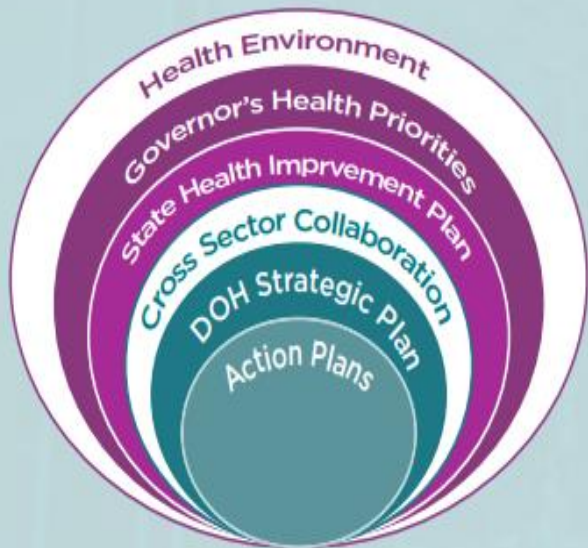 Health Environment
Governor's Health Priorities
State Health Imprvement Plan
Cross Sector Collaboration
DOH Strategic Plan
Action Plans